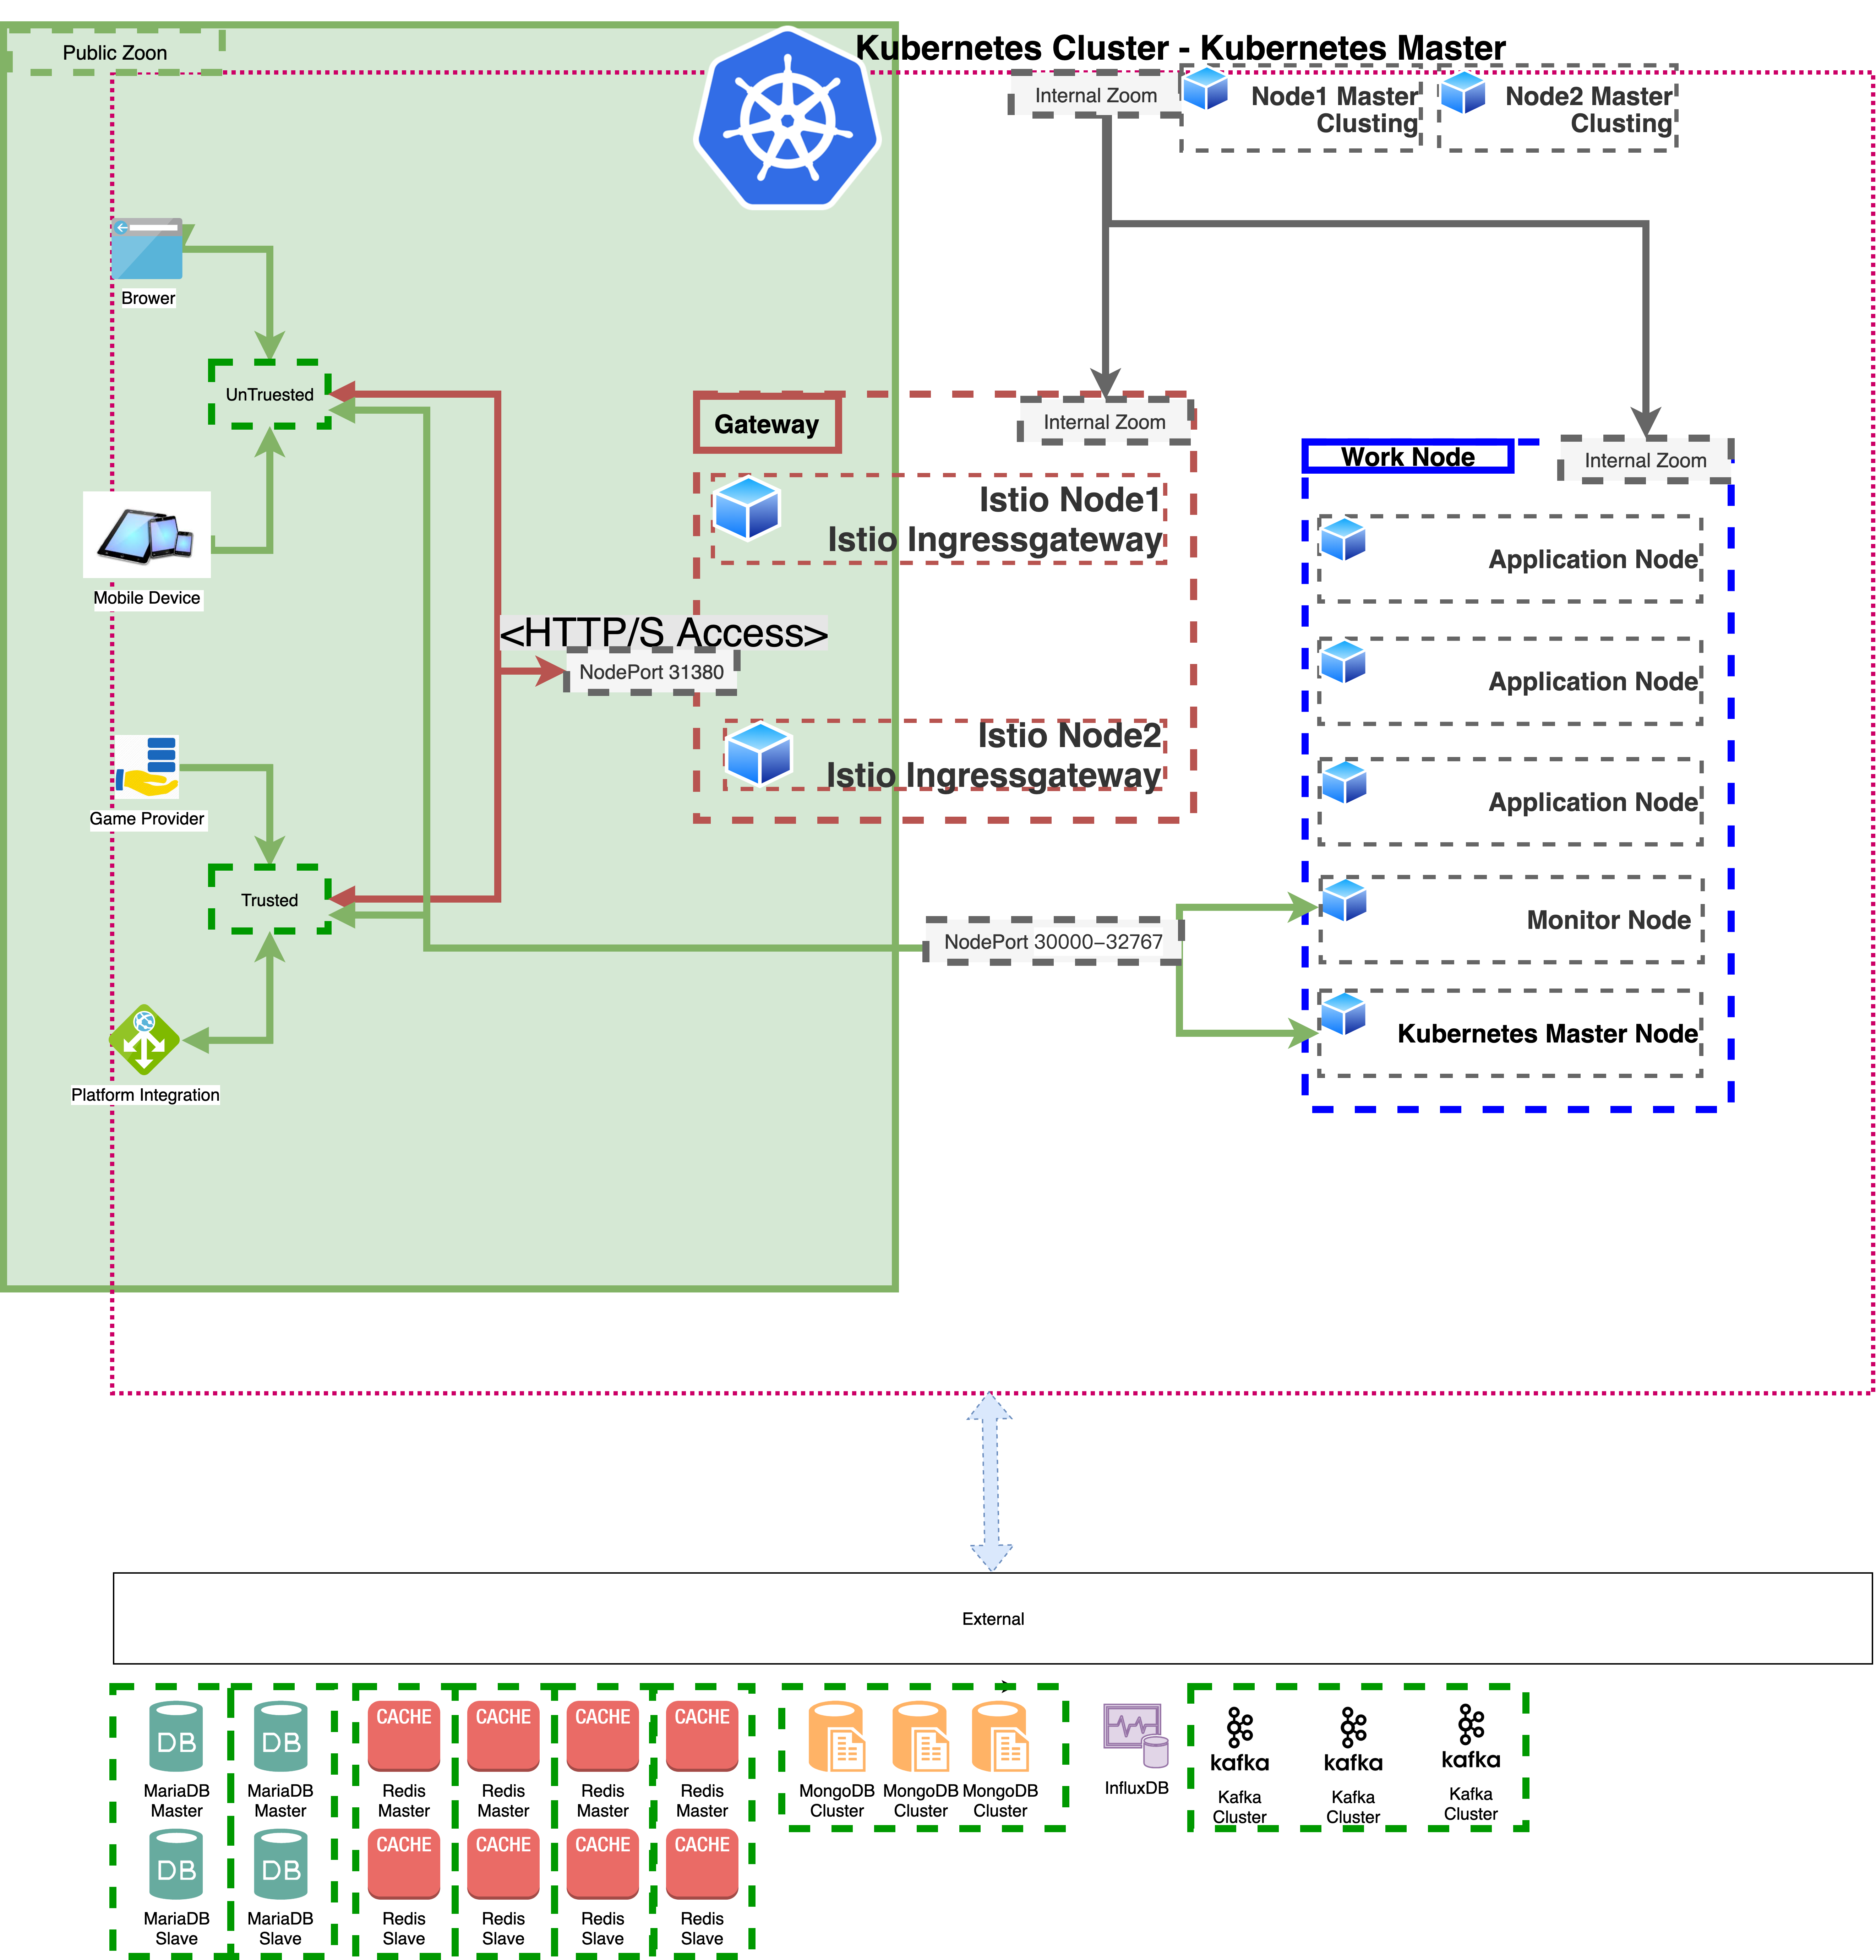 Public Zoon
Kubernetes Cluster - Kubernetes Master
Internal Zoom
Node1 Master
Clusting
Node2 Master
Clusting
Brower
UnTruested
Mobile Device
Gateway
Internal Zoom
Istio Node1
Istio Ingressgateway
<HTTP/S Access>
NodePort 31380
Istio Node2
Istio Ingressgateway
Work Node
Internal Zoom
Application Node
Application Node
Application Node
Monitor Node
Kubernetes Master Node
Game Provider
Trusted
NodePort 30000–32767
Platform Integration
External
DB
MariaDB
Master
DB
MariaDB
Master
CACHE
Redis
Master
CACHE
Redis
Master
CACHE
Redis
Master
CACHE
Redis
Master
MongoDB
Cluster
MongoDB
Cluster
MongoDB
Cluster
InfluxDB
kafka
Kafka
Cluster
kafka
Kafka
Cluster
kafka
Kafka
Cluster
DB
MariaDB
Slave
DB
MariaDB
Slave
CACHE
Redis
Slave
CACHE
Redis
Slave
CACHE
Redis
Slave
CACHE
Redis
Slave